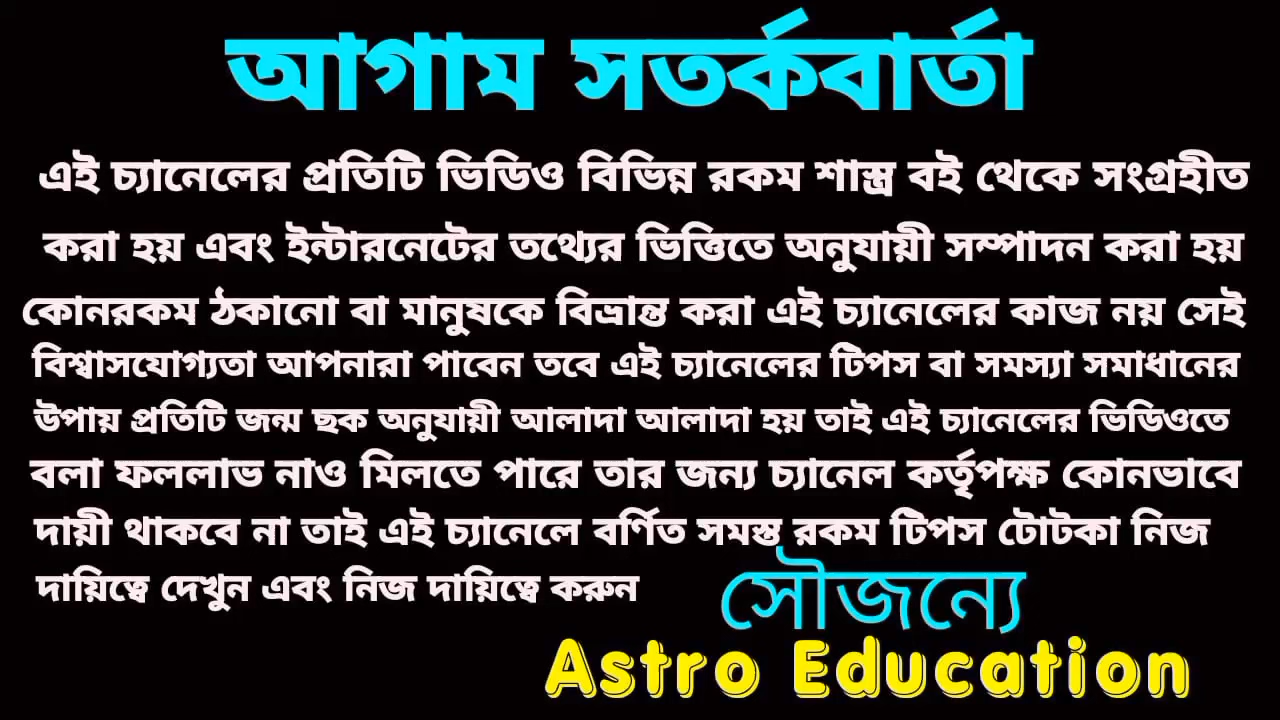 আগাম সতর্কবার্তা
এই চ্যানেলের প্রতিটি ভিডিও বিভিন্ন রকম শাস্ত্র বই থেকে সংগ্রহীত
করা হয় এবং ইন্টারনেটের তথ্যের ভিত্তিতে অনুযায়ী সম্পাদন করা হয়
কোনরকম ঠকানো বা মানুষকে বিভ্রান্ত করা এই চ্যানেলের কাজ নয় সেই
বিশ্বাসযোগ্যতা আপনারা পাবেন তবে এই চ্যানেলের টিপস বা সমস্যা সমাধানের
উপায় প্রতিটি জন্ম ছক অনুযায়ী আলাদা আলাদা হয় তাই এই চ্যানেলের ভিডিওতে
বলা ফললাভ নাও মিলতে পারে তার জন্য চ্যানেল কর্তৃপক্ষ কোনভাবে
দায়ী থাকবে না তাই এই চ্যানেলে বর্ণিত সমস্ত রকম টিপস টোটকা নিজ
দায়িত্বে দেখুন এবং নিজ দায়িত্বে করুন
সৌজন্যে
Astro Education